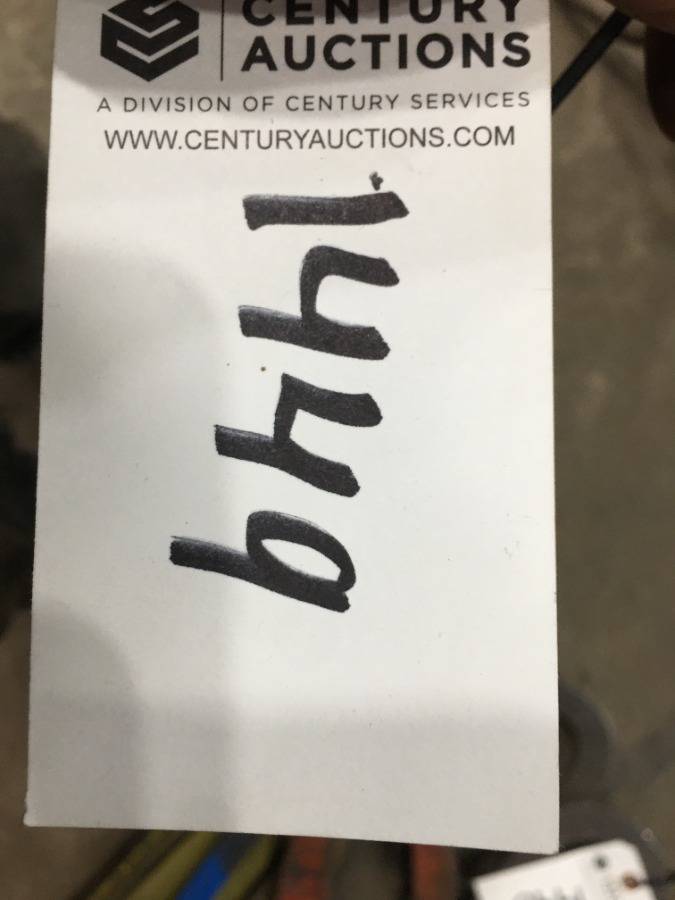 CENTURY
AUCTIONS
A DIVISION OF CENTURY SERVICES
WWW.CENTURYAUCTIONS.COM
1449